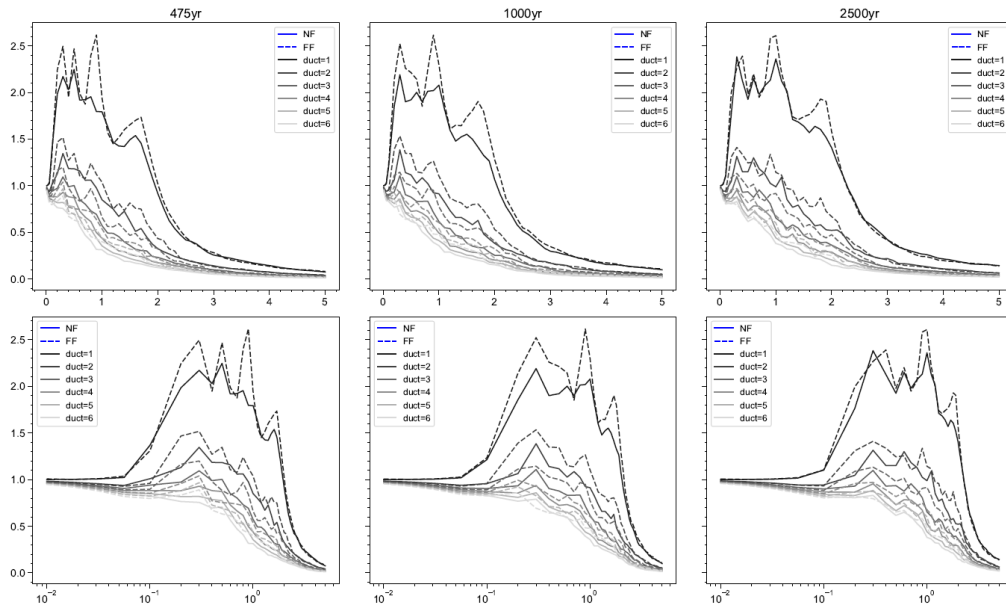 475yr
1000yr
2500yr
2.5
2.0
1.5
1.0
0.5
0.0
NF
FF
duct=1
duct=2
duct=3
duct=4
duct=5
duct=6
NF
FF
duct=1
duct=2
duct=3
duct=4
duct=5
duct=6
NF
FF
duct=1
duct=2
duct=3
duct=4
duct=5
duct=6
0 1 2 3 4 5
0 1 2 3 4 5
0 1 2 3 4 5
2.5
2.0
1.5
1.0
0.5
0.0
NF
FF
duct=1
duct=2
duct=3
duct=4
duct=5
duct=6
NF
FF
duct=1
duct=2
duct=3
duct=4
duct=5
duct=6
NF
FF
duct=1
duct=2
duct=3
duct=4
duct=5
duct=6
10⁻² 10⁻¹ 10⁰
10⁻² 10⁻¹ 10⁰
10⁻² 10⁻¹ 10⁰